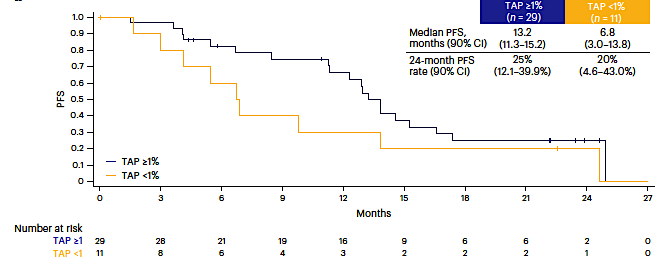 TAP ≥1% TAP <1%
(n = 29) (n = 11)
Median PFS, 13.2 6.8
months (90% CI) (11.3–15.2) (3.0–13.8)
24-month PFS 25% 20%
rate (90% CI) (12.1–39.9%) (4.6–43.0%)
PFS
1.0
0.9
0.8
0.7
0.6
0.5
0.4
0.3
0.2
0.1
0
TAP ≥1%
TAP <1%
0 3 6 9 12 15 18 21 24 27
Months
Number at risk
TAP ≥1 29 28 21 19 16 9 6 6 2 0
TAP <1 11 8 6 4 3 2 2 2 1 0